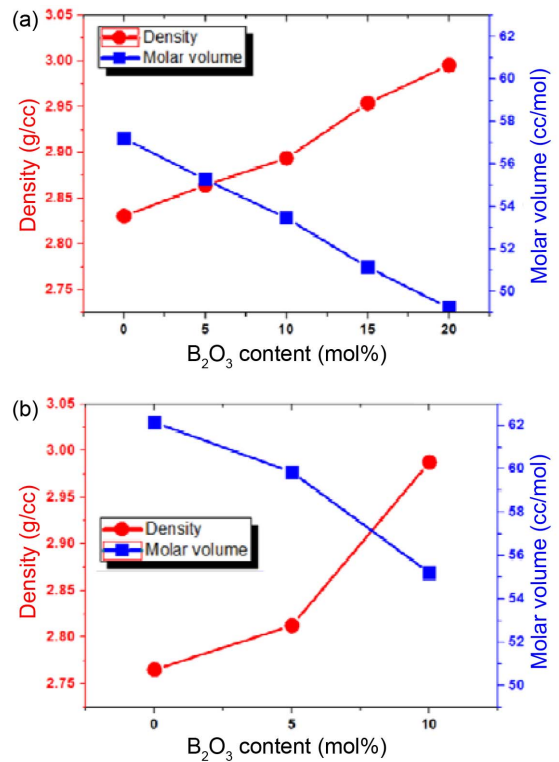 (a)
Density
Molar volume
Density (g/cc)
3.00
2.95
2.90
2.85
2.80
2.75
Molar volume (cc/mol)
62
60
58
56
54
52
50
0 5 10 15 20
B₂O₃ content (mol%)
(b)
Density
Molar volume
Density (g/cc)
3.05
3.00
2.95
2.90
2.85
2.80
2.75
Molar volume (cc/mol)
62
60
58
56
54
52
50
0 5 10
B₂O₃ content (mol%)